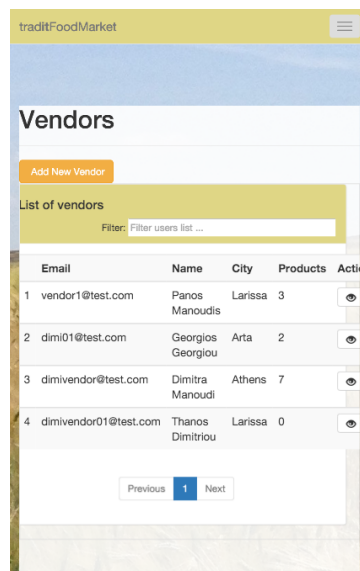 traditFoodMarket
Vendors
Add New Vendor
List of vendors
Filter: Filter users list ...
Email Name City Products Actio
1 vendor1@test.com Panos Larissa 3
Manoudis
2 dimi01@test.com Georgios Arta 2
Georgiou
3 dimivendor@test.com Dimitra Athens 7
Manoudi
4 dimivendor01@test.com Thanos Larissa 0
Dimitriou
Previous 1 Next